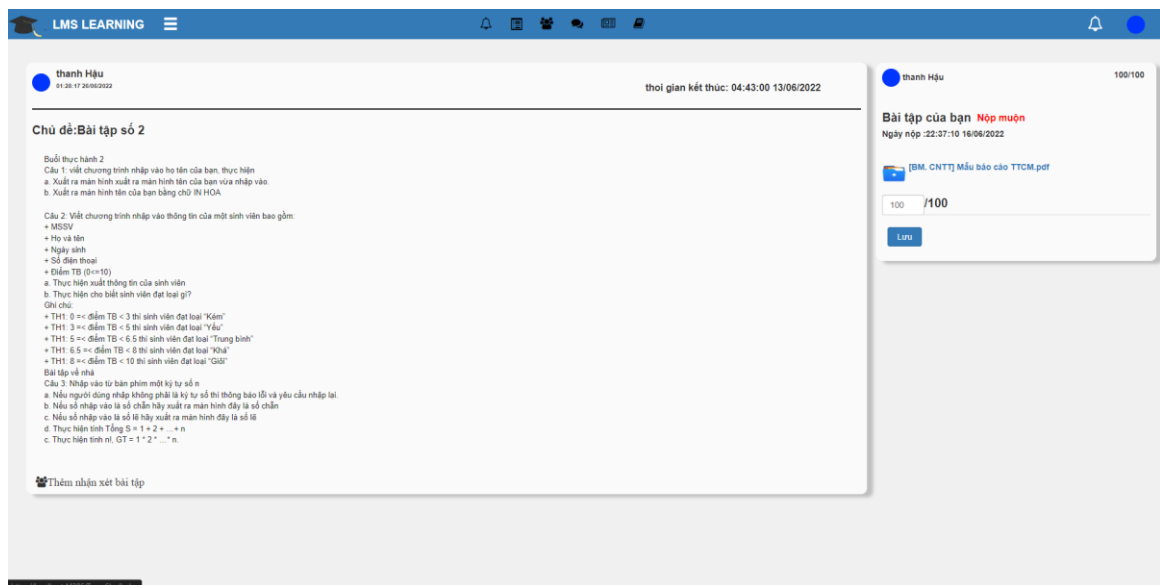 LMS LEARNING
thanh Hậu
01:20:17 20/06/2022
thoi gian kết thúc: 04:43:00 13/06/2022
Chủ đề:Bài tập số 2
Buổi thực hành 2
Câu 1: viết chương trình nhập vào họ tên của bạn, thực hiện
a. Xuất ra màn hình xuất ra màn hình tên của bạn vừa nhập vào.
b. Xuất ra màn hình tên của bạn bằng chữ IN HOA
Câu 2: Viết chương trình nhập vào thông tin của một sinh viên bao gồm:
+ MSSV
+ Họ và tên
+ Ngày sinh
+ Số điện thoại
+ Điểm TB (0<=10)
a. Thực hiện xuất thông tin của sinh viên
b. Thực hiện cho biết sinh viên đạt loại gì?
Ghi chú:
+ TH1: 0 =< điểm TB < 3 thì sinh viên đạt loại “Kém”
+ TH1: 3 =< điểm TB < 5 thì sinh viên đạt loại “Yếu”
+ TH1: 5 =< điểm TB < 6.5 thì sinh viên đạt loại “Trung bình”
+ TH1: 6.5 =< điểm TB < 8 thì sinh viên đạt loại “Khá”
+ TH1: 8 =< điểm TB < 10 thì sinh viên đạt loại “Giỏi”
Bài tập về nhà
Câu 3: Nhập vào từ bàn phím một ký tự số n
a. Nếu người dùng nhập không phải là ký tự số thì thông báo lỗi và yêu cầu nhập lại.
b. Nếu số nhập vào là số chẵn hãy xuất ra màn hình đây là số chẵn
c. Nếu số nhập vào là số lẽ hãy xuất ra màn hình đây là số lẽ
d. Thực hiện tính Tổng S = 1 + 2 + ...+ n
c. Thực hiện tính n!, GT = 1 * 2 * ...* n.
Thêm nhận xét bài tập
thanh Hậu
100/100
Bài tập của bạn Nộp muộn
Ngày nộp :22:37:10 16/06/2022
[BM. CNTT] Mẫu báo cáo TTCM.pdf
100 /100
Lưu